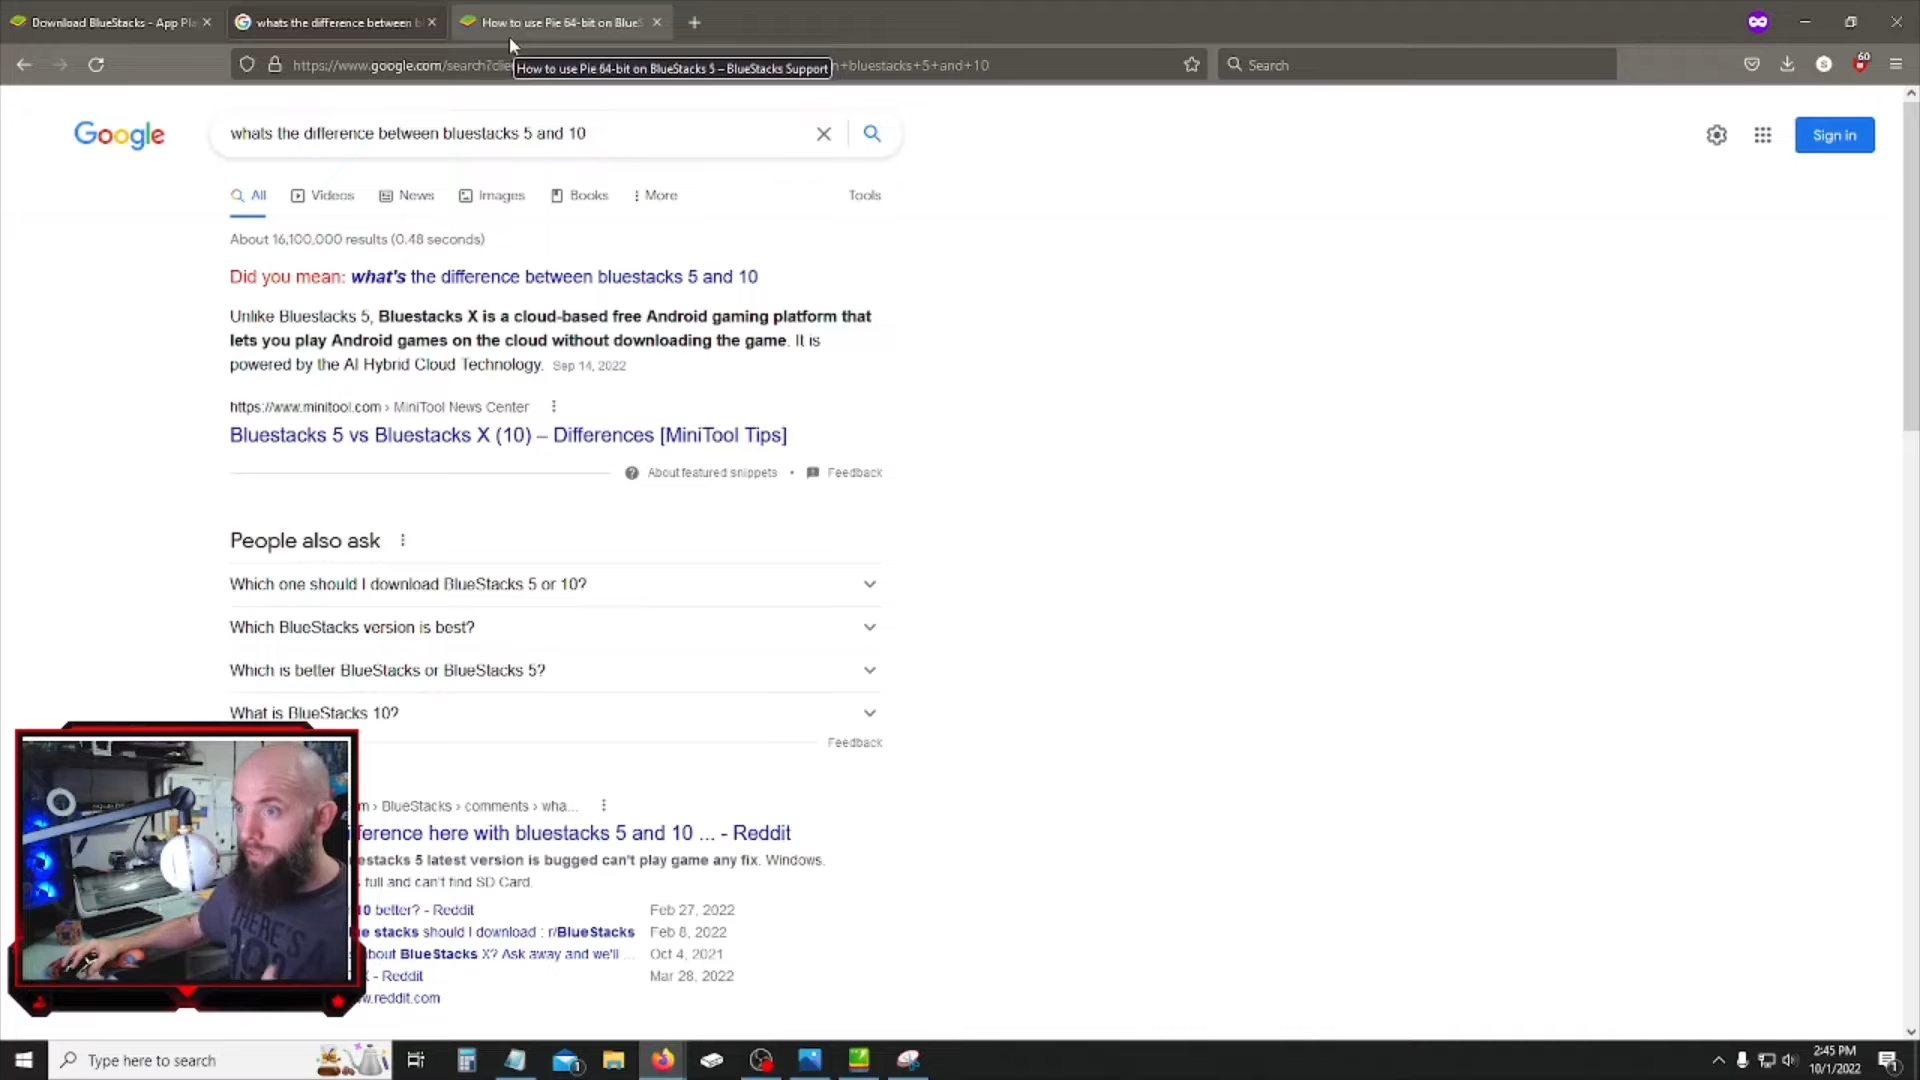 Download BlueStacks - App Pla
whats the difference between bl
How to use Pie 64-bit on BlueS
https://www.google.com/search?clie
How to use Pie 64-bit on BlueStacks 5 – BlueStacks Support
n+bluestacks+5+and+10
Search
60
Google
whats the difference between bluestacks 5 and 10
Sign in
All
Videos
News
Images
Books
More
Tools
About 16,100,000 results (0.48 seconds)
Did you mean: what's the difference between bluestacks 5 and 10
Unlike Bluestacks 5, Bluestacks X is a cloud-based free Android gaming platform that
lets you play Android games on the cloud without downloading the game. It is
powered by the AI Hybrid Cloud Technology. Sep 14, 2022
https://www.minitool.com › MiniTool News Center
Bluestacks 5 vs Bluestacks X (10) – Differences [MiniTool Tips]
About featured snippets • Feedback
People also ask
Which one should I download BlueStacks 5 or 10?
Which BlueStacks version is best?
Which is better BlueStacks or BlueStacks 5?
What is BlueStacks 10?
Feedback
m › BlueStacks › comments › wha...
ifference here with bluestacks 5 and 10 ... - Reddit
estacks 5 latest version is bugged can't play game any fix. Windows.
full and can't find SD Card.
10 better? - Reddit Feb 27, 2022
ue stacks should I download : r/BlueStacks Feb 8, 2022
about BlueStacks X? Ask away and we'll ... Oct 4, 2021
X - Reddit Mar 28, 2022
w.reddit.com
THERE'S
Type here to search
1
2:45 PM
10/1/2022
1